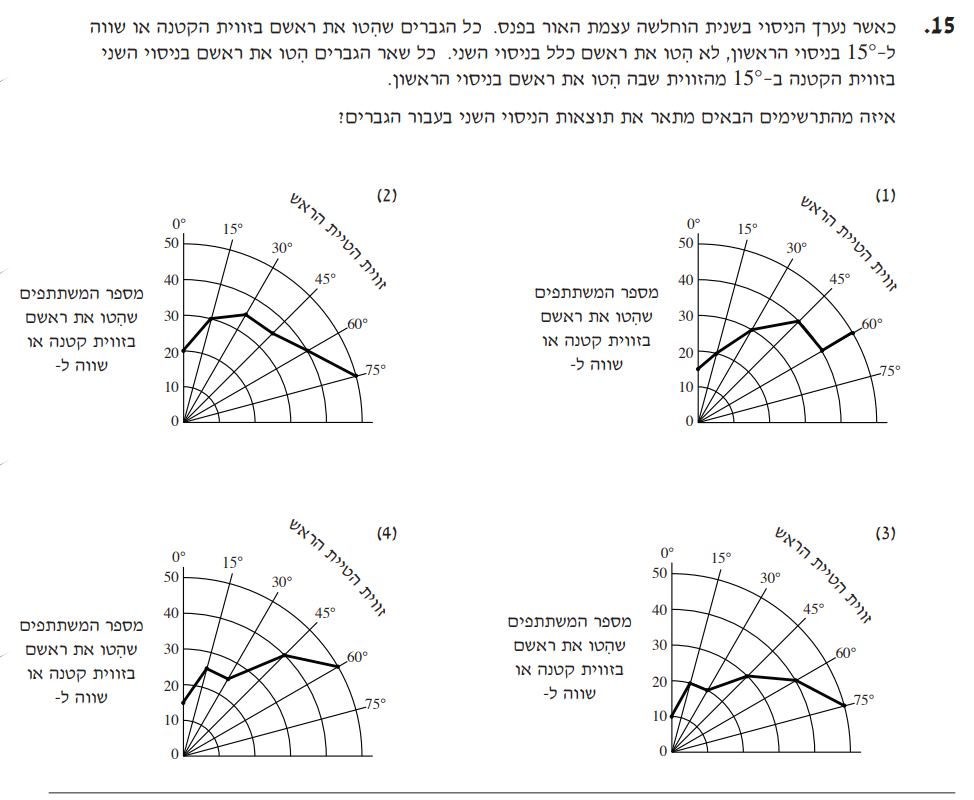 15. כאשר נערך הניסוי בשנית הוחלשה עצמת האור בפנס. כל הגברים שהִטו את ראשם בזווית הקטנה או שווה
ל-15° בניסוי הראשון, לא הִטו את ראשם כלל בניסוי השני. כל שאר הגברים הִטו את ראשם בניסוי השני
בזווית הקטנה ב-15° מהזווית שבה הִטו את ראשם בניסוי הראשון.
איזה מהתרשימים הבאים מתאר את תוצאות הניסוי השני בעבור הגברים?
(1)
זווית הטיית הראש
מספר המשתתפים
שהִטו את ראשם
בזווית קטנה או
שווה ל-
0°
15°
30°
45°
60°
75°
50
40
30
20
10
0
(2)
זווית הטיית הראש
מספר המשתתפים
שהִטו את ראשם
בזווית קטנה או
שווה ל-
0°
15°
30°
45°
60°
75°
50
40
30
20
10
0
(3)
זווית הטיית הראש
מספר המשתתפים
שהִטו את ראשם
בזווית קטנה או
שווה ל-
0°
15°
30°
45°
60°
75°
50
40
30
20
10
0
(4)
זווית הטיית הראש
מספר המשתתפים
שהִטו את ראשם
בזווית קטנה או
שווה ל-
0°
15°
30°
45°
60°
75°
50
40
30
20
10
0